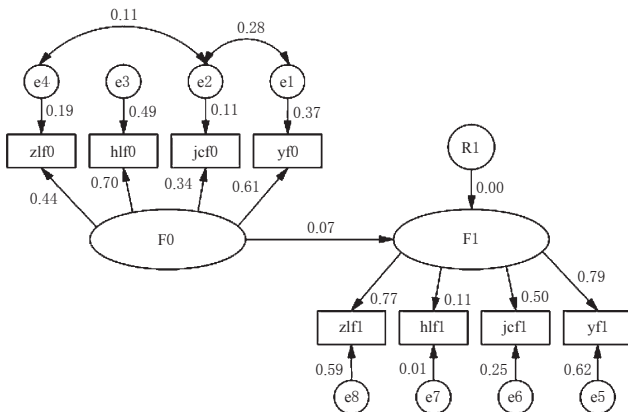 0.11
0.28
e4
e3
e2
e1
0.19
0.49
0.11
0.37
zlf0
hlf0
jcf0
yf0
R1
0.44
0.70
0.34
0.61
0.00
F0
0.07
F1
0.77
0.11
0.50
0.79
zlf1
hlf1
jcf1
yf1
0.59
0.01
0.25
0.62
e8
e7
e6
e5